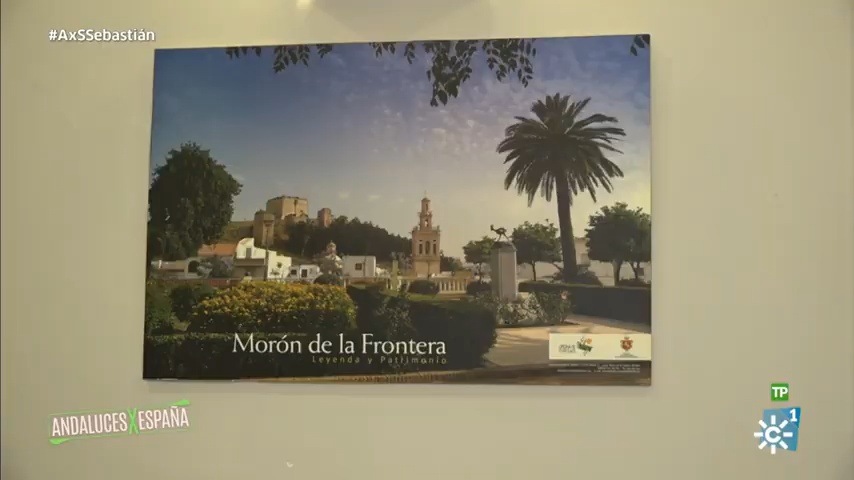 #AxSSebastián
Morón de la Frontera
Leyenda y Patrimonio
TP
1
ANDALUCES X ESPAÑA